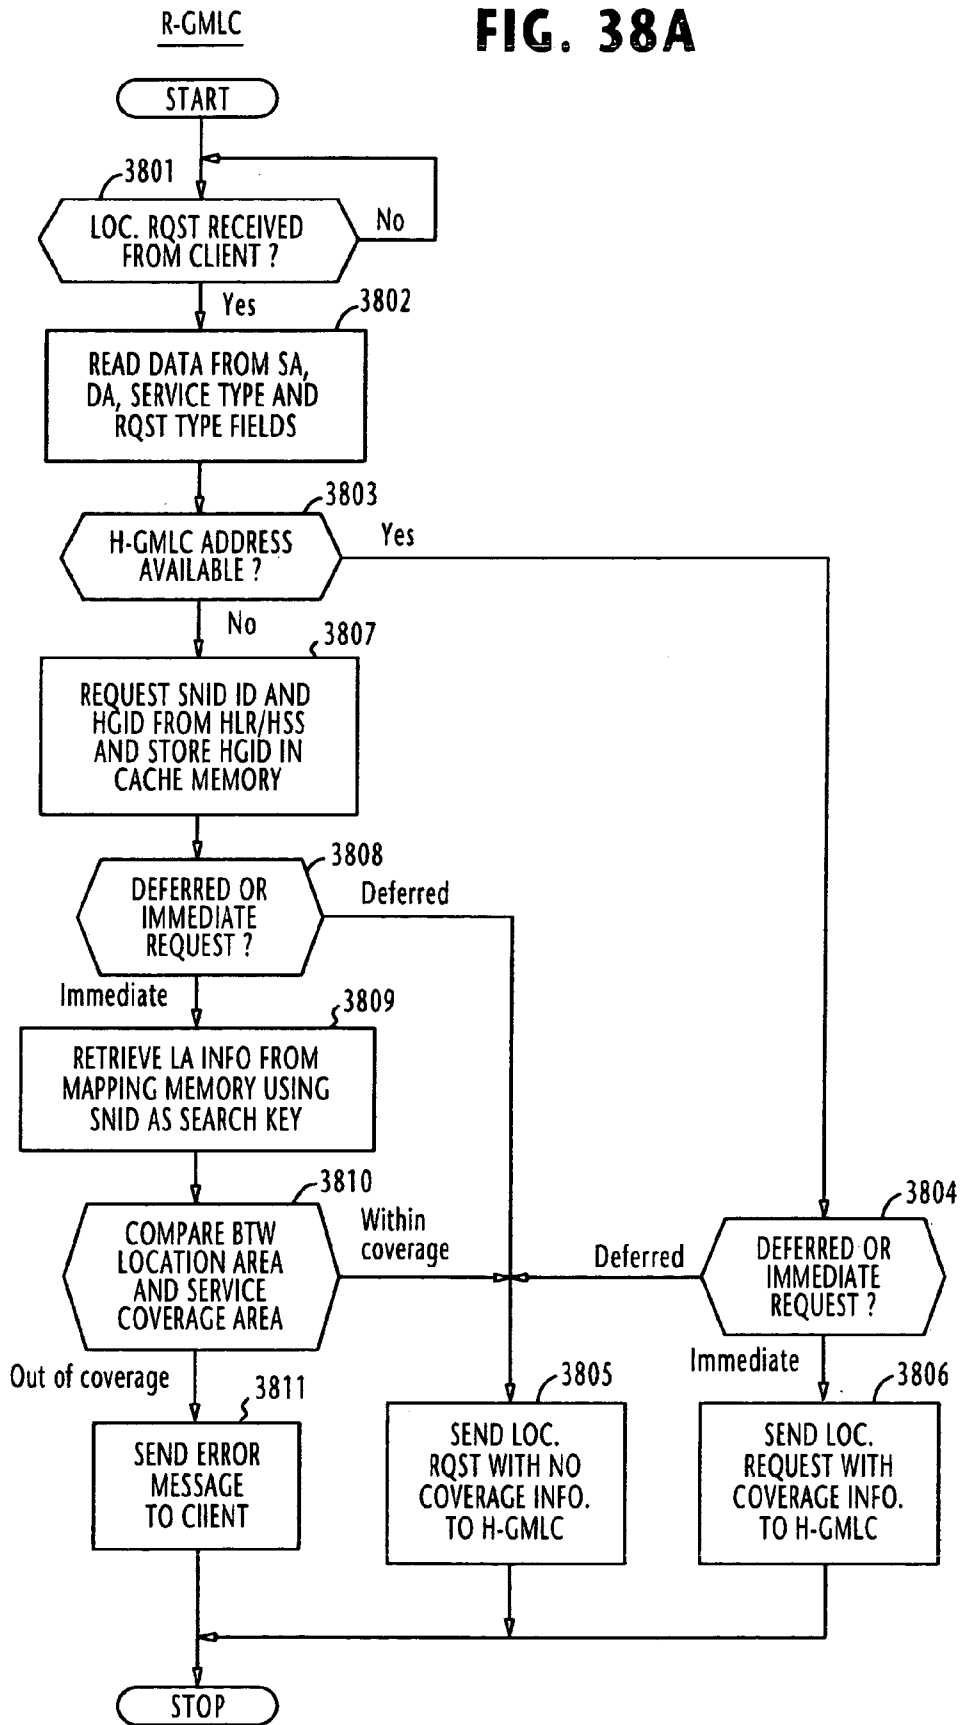 R-GMLC
FIG. 38A
START
3801
LOC. RQST RECEIVED
FROM CLIENT ?
No
Yes
3802
READ DATA FROM SA,
DA, SERVICE TYPE AND
RQST TYPE FIELDS
3803
H-GMLC ADDRESS
AVAILABLE ?
Yes
No
3807
REQUEST SNID ID AND
HGID FROM HLR/HSS
AND STORE HGID IN
CACHE MEMORY
3808
DEFERRED OR
IMMEDIATE
REQUEST ?
Deferred
Immediate
3809
RETRIEVE LA INFO FROM
MAPPING MEMORY USING
SNID AS SEARCH KEY
3810
COMPARE BTW
LOCATION AREA
AND SERVICE
COVERAGE AREA
Within
coverage
Out of coverage
3804
DEFERRED OR
IMMEDIATE
REQUEST ?
Deferred
Immediate
3811
SEND ERROR
MESSAGE
TO CIIENT
3805
SEND LOC.
RQST WITH NO
COVERAGE INFO.
TO H-GMLC
3806
SEND LOC.
REQUEST WITH
COVERAGE INFO.
TO H-GMLC
STOP